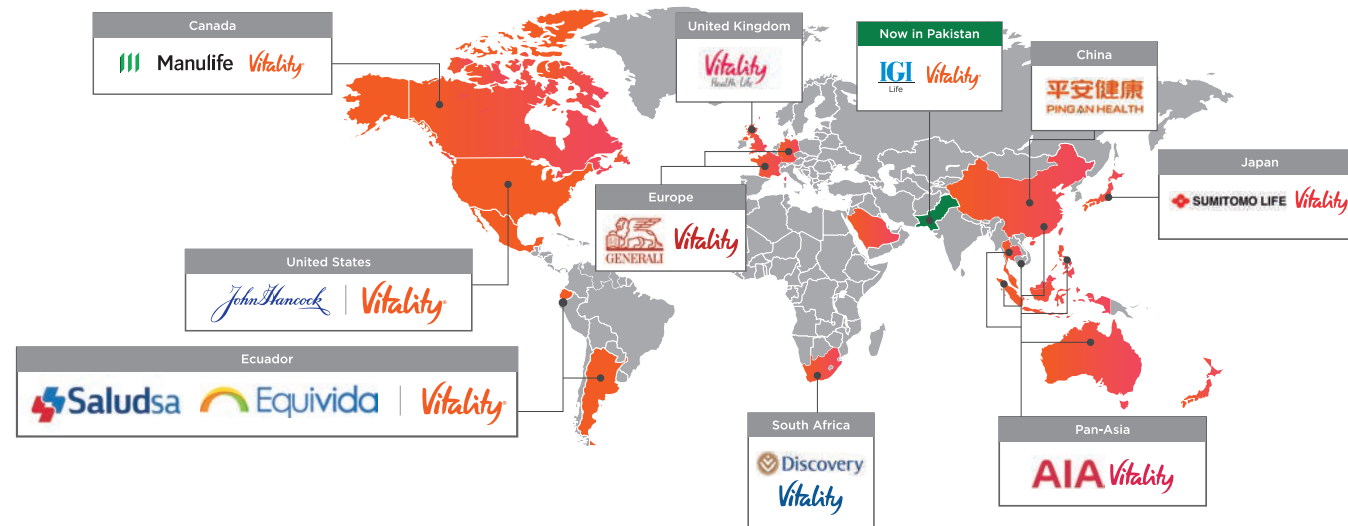 Canada
Manulife Vitality
United Kingdom
Vitality
Health Life
Now in Pakistan
IGI
Life
Vitality
China
平安健康
PING AN HEALTH
Japan
SUMITOMO LIFE Vitality
Europe
GENERALI
Vitality
United States
John Hancock Vitality®
Ecuador
Saludsa Equivida Vitality®
South Africa
Discovery
Vitality
Pan-Asia
AIA Vitality